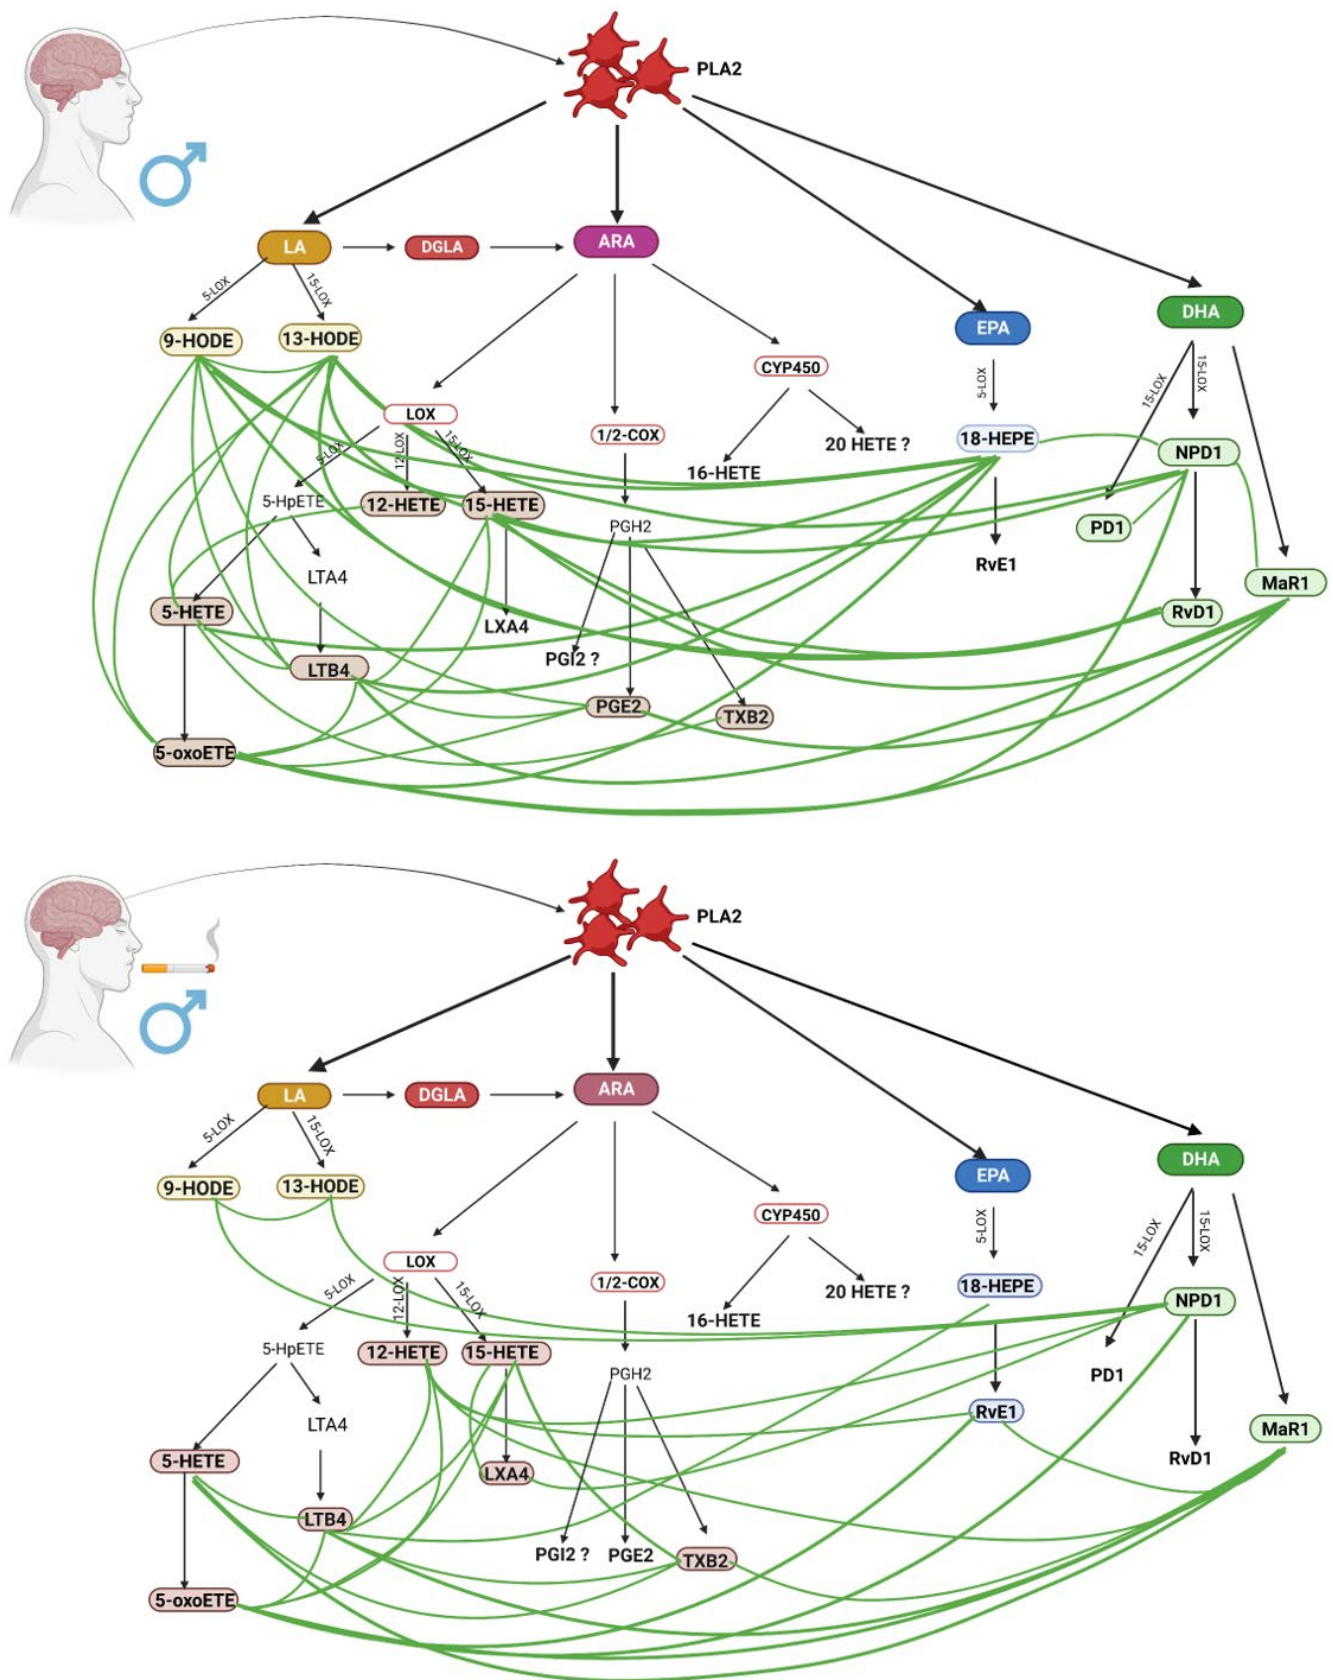 PLA2
LA
DGLA
ARA
EPA
DHA
5-LOX
15-LOX
9-HODE
13-HODE
CYP450
5-LOX
15-LOX
15-LOX
LOX
1/2-COX
16-HETE
20 HETE ?
18-HEPE
NPD1
5-LOX
12-LOX
15-LOX
5-HpETE
12-HETE
15-HETE
PGH2
PD1
RvE1
LTA4
MaR1
5-HETE
LXA4
RvD1
LTB4
PGI2 ?
PGE2
TXB2
5-oxoETE
PLA2
LA
DGLA
ARA
EPA
DHA
5-LOX
15-LOX
9-HODE
13-HODE
CYP450
5-LOX
15-LOX
15-LOX
LOX
1/2-COX
16-HETE
20 HETE ?
18-HEPE
NPD1
5-LOX
12-LOX
15-LOX
5-HpETE
12-HETE
15-HETE
PGH2
PD1
RvE1
LTA4
MaR1
5-HETE
LXA4
RvD1
LTB4
PGI2 ?
PGE2
TXB2
5-oxoETE